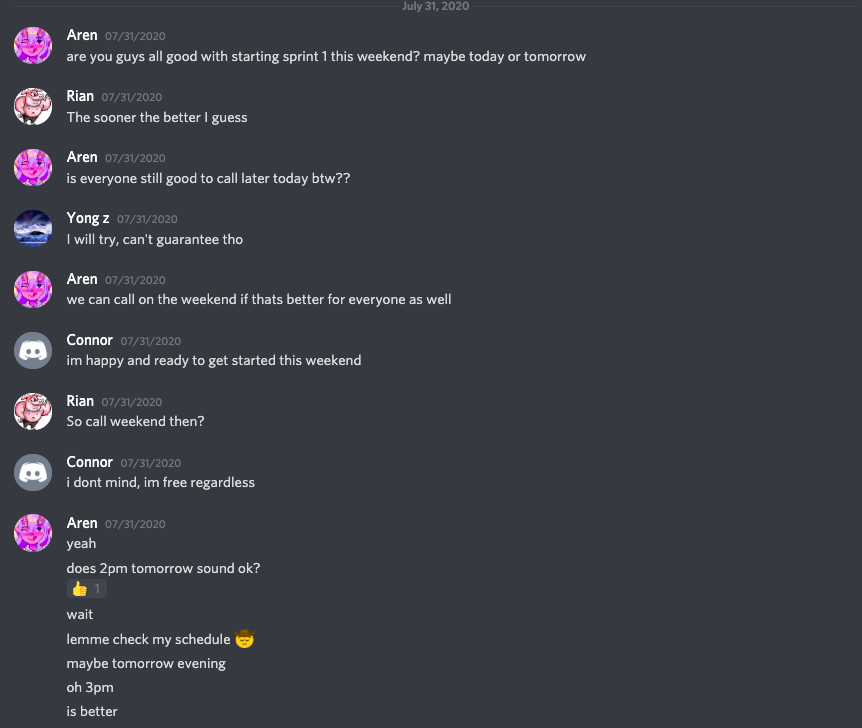 July 31, 2020
Aren 07/31/2020
are you guys all good with starting sprint 1 this weekend? maybe today or tomorrow
Rian 07/31/2020
The sooner the better I guess
Aren 07/31/2020
is everyone still good to call later today btw??
Yong z 07/31/2020
I will try, can't guarantee tho
Aren 07/31/2020
we can call on the weekend if thats better for everyone as well
Connor 07/31/2020
im happy and ready to get started this weekend
Rian 07/31/2020
So call weekend then?
Connor 07/31/2020
i dont mind, im free regardless
Aren 07/31/2020
yeah
does 2pm tomorrow sound ok?
👍 1
wait
lemme check my schedule 🤠
maybe tomorrow evening
oh 3pm
is better